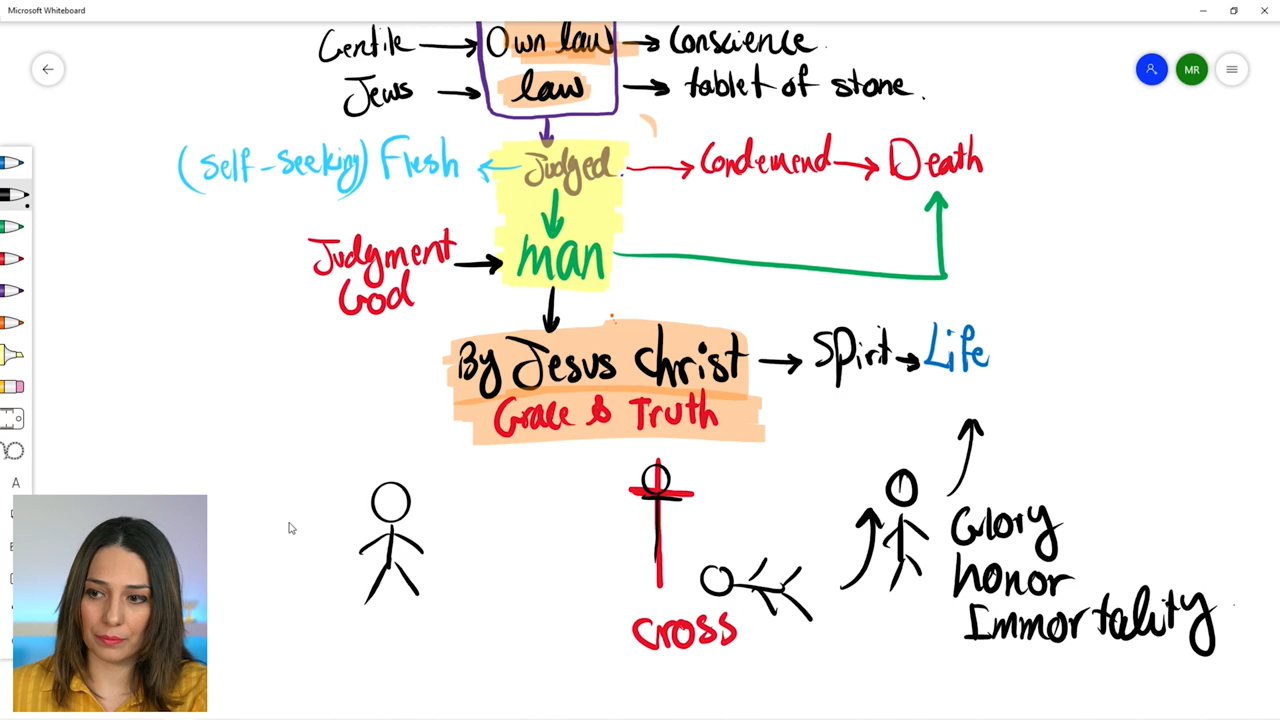 Microsoft Whiteboard
Gentile → Own law → Conscience
Jews → law → tablet of stone.
(Self-seeking) Flesh ← Judged. → Condemend → Death
man
Judgment
God
By Jesus Christ → Spirit → Life
Grace & Truth
Glory
honor
Immortality
Cross
MR
A